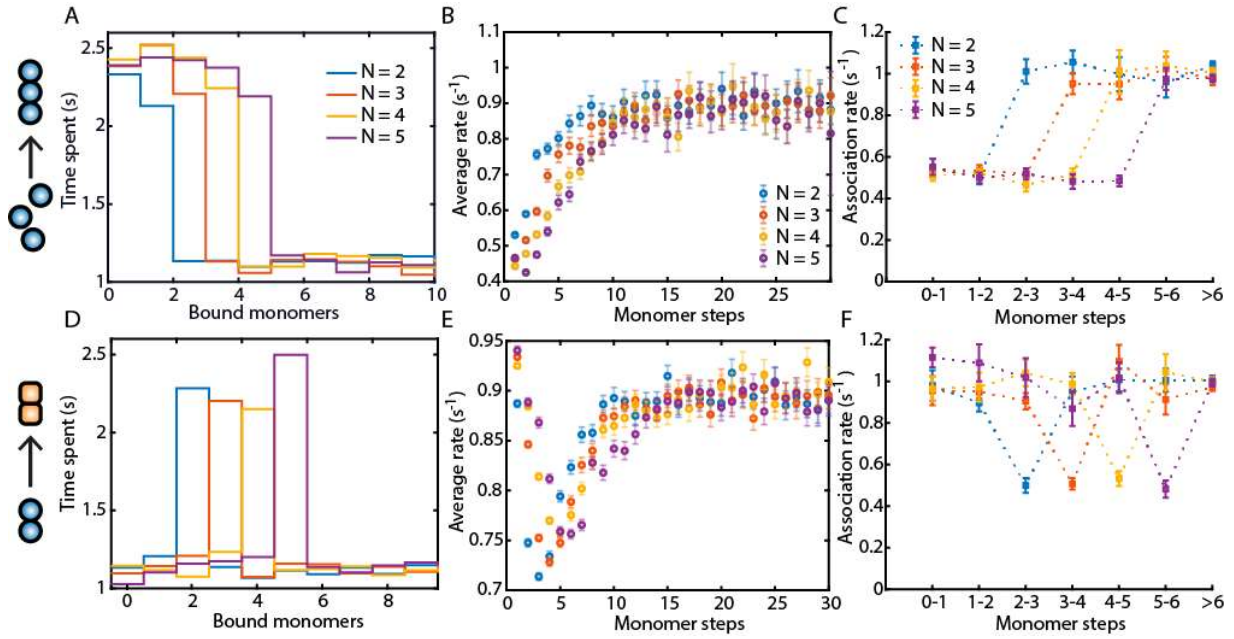 A
Time spent (s)
2.5
2
1.5
1
0 2 4 6 8 10
Bound monomers
N = 2
N = 3
N = 4
N = 5
B
Average rate (s⁻¹)
1.1
1
0.9
0.8
0.7
0.6
0.5
0.4
0 5 10 15 20 25 30
Monomer steps
N = 2
N = 3
N = 4
N = 5
C
Association rate (s⁻¹)
1.2
1
0.8
0.6
0.4
0.2
0
0-1 1-2 2-3 3-4 4-5 5-6 >6
Monomer steps
N = 2
N = 3
N = 4
N = 5
D
Time spent (s)
2.5
2
1.5
1
0 2 4 6 8
Bound monomers
E
Average rate (s⁻¹)
0.95
0.9
0.85
0.8
0.75
0.7
0 5 10 15 20 25 30
Monomer steps
F
Association rate (s⁻¹)
1.2
1
0.8
0.6
0.4
0.2
0
0-1 1-2 2-3 3-4 4-5 5-6 >6
Monomer steps